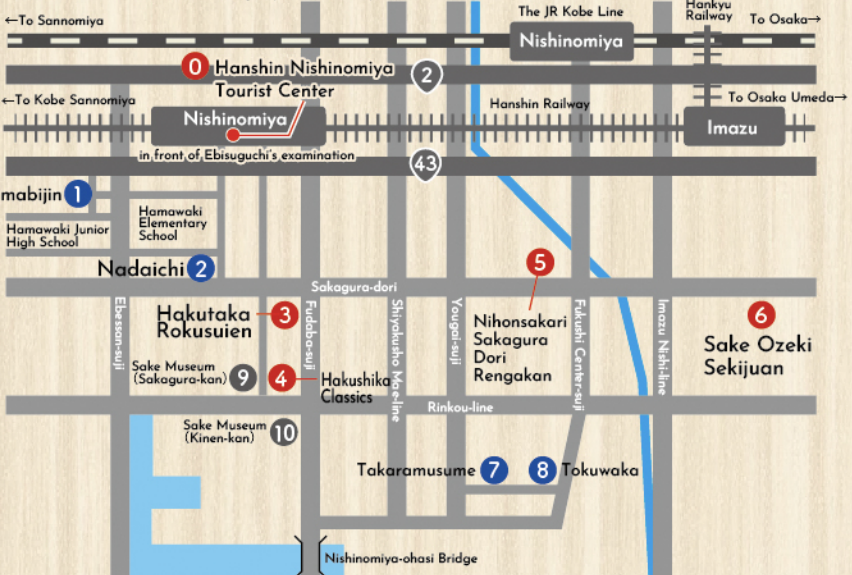 ←To Sannomiya
The JR Kobe Line
Hankyu
Railway
To Osaka→
Nishinomiya
0 Hanshin Nishinomiya
Tourist Center
2
←To Kobe Sannomiya
Hanshin Railway
To Osaka Umeda→
Nishinomiya
Imazu
in front of Ebisuguchi's examination
43
mabijin 1
Hamawaki Junior
High School
Hamawaki
Elementary
School
Nadaichi 2
5
Sakagura-dori
Ebessan-suji
Hakutaka
Rokusuien
3
Fudaba-suji
Shiyakusho Mae-line
Yougai-suji
Nihonsakari
Sakagura
Dori
Rengakan
Fukushi Center-suji
Imazu Nishi-line
6
Sake Ozeki
Sekijuan
Sake Museum
(Sakagura-kan) 9
4
Hakushika
Classics
Rinkou-line
Sake Museum
(Kinen-kan) 10
Takaramusume 7
8 Tokuwaka
Nishinomiya-ohasi Bridge